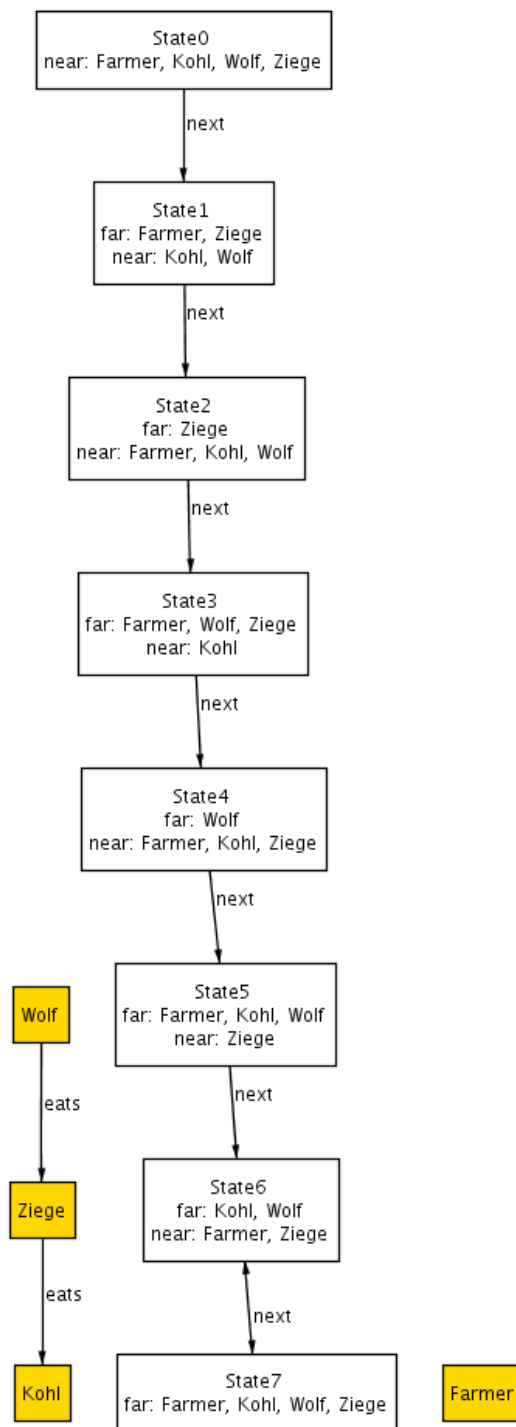 State0
near: Farmer, Kohl, Wolf, Ziege
next
State1
far: Farmer, Ziege
near: Kohl, Wolf
next
State2
far: Ziege
near: Farmer, Kohl, Wolf
next
State3
far: Farmer, Wolf, Ziege
near: Kohl
next
State4
far: Wolf
near: Farmer, Kohl, Ziege
next
State5
far: Farmer, Kohl, Wolf
near: Ziege
Wolf
next
eats
State6
far: Kohl, Wolf
near: Farmer, Ziege
Ziege
eats
next
State7
far: Farmer, Kohl, Wolf, Ziege
Kohl
Farmer